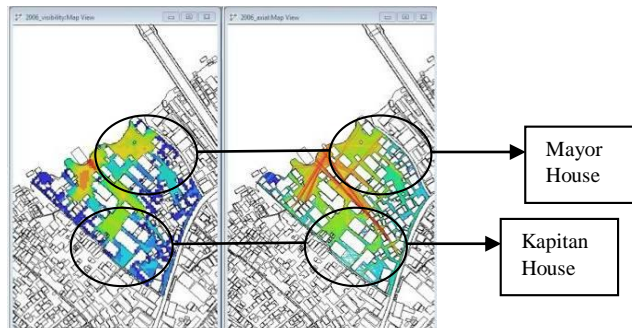 2006_visibility:Map View
2006_axial:Map View
Mayor
House
Kapitan
House